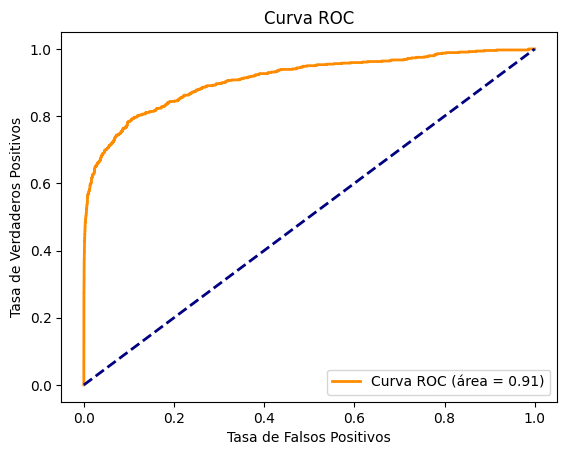 Curva ROC
1.0
0.8
0.6
0.4
0.2
0.0
Tasa de Verdaderos Positivos
Curva ROC (área = 0.91)
0.0 0.2 0.4 0.6 0.8 1.0
Tasa de Falsos Positivos